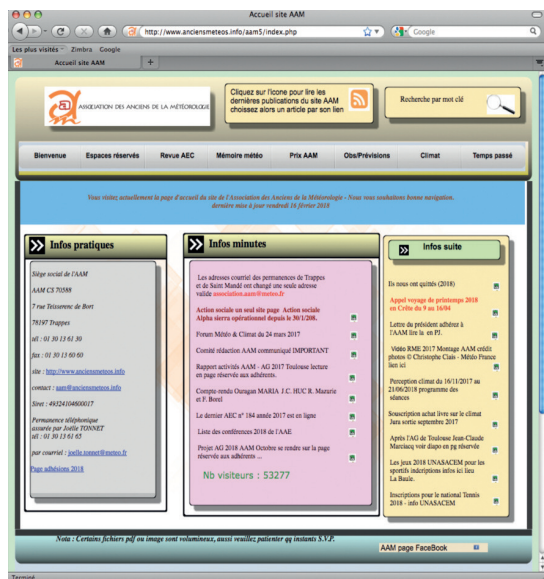 Accueil site AAM
http://www.anciensmeteos.info/aam5/index.php
Google
Les plus visités Zimbra Google
Accueil site AAM
ASSOCIATION DES ANCIENS DE LA MÉTÉOROLOGIE
Cliquez sur l'icone pour lire les
dernières publications du site AAM
choissez alors un article par son
lien
Recherche par mot clé
Bienvenue Espaces réservés Revue AEC Mémoire météo Prix AAM Obs/Prévisions Climat Temps passé
Vous visitez actuellement la page d'accueil du site de l'Association des Anciens de la Météorologie - Nous vous souhaitons bonne navigation.
dernière mise à jour vendredi 16 février 2018
Infos pratiques
Siège social de l'AAM
AAM CS 70588
7 rue Teisserenc de Bort
78197 Trappes
tél : 01 30 13 61 30
fax : 01 30 13 60 60
site : http://www.anciensmeteos.info
contact : aam@anciensmeteos.info
Siret : 49324104600017
Permanence téléphonique
assurée par Joëlle TONNET
tél : 01 30 13 61 65
par courriel : joelle.tonnet@meteo.fr
Page adhésions 2018
Infos minutes
Les adresses courriel des permanences de Trappes
et de Saint Mandé ont changé une seule adresse
valide association.aam@meteo.fr
Action sociale un seul site page Action sociale
Alpha sierra opérationnel depuis le 30/1/208.
Forum Météo & Climat du 24 mars 2017
Comité rédaction AAM communiqué IMPORTANT
Rapport activités AAM - AG 2017 Toulouse lecture
en page réservée aux adhérents.
Compte-rendu Ouragan MARIA J.C. HUC R. Mazurie
et F. Borel
Le dernier AEC n° 184 année 2017 est en ligne
Liste des conférences 2018 de l'AAE
Projet AG 2018 AAM Octobre se rendre sur la page
réservée aux adhérents ...
Nb visiteurs : 53277
Infos suite
Ils nous ont quittés (2018)
Appel voyage de printemps 2018
en Crète du 9 au 16/04
Lettre du président adhérer à
l'AAM lire la en PJ.
Vidéo RME 2017 Montage AAM crédit
photos © Christophe Ciais - Météo France
lien ici
Perception climat du 16/11/2017 au
21/06/2018 programme des
séances
Souscription achat livre sur le climat
Jura sortie septembre 2017
Après l'AG de Toulouse Jean-Claude
Marciacq voir diapo en pg réservée
Les jeux 2018 UNASACEM pour les
sportifs indcriptions infos ici lieu
La Baule.
Inscriptions pour le national Tennis
2018 - info UNASACEM
Nota : Certains fichiers pdf ou image sont volumineux, aussi veuillez patienter qq instants S.V.P.
AAM page FaceBook
Terminé